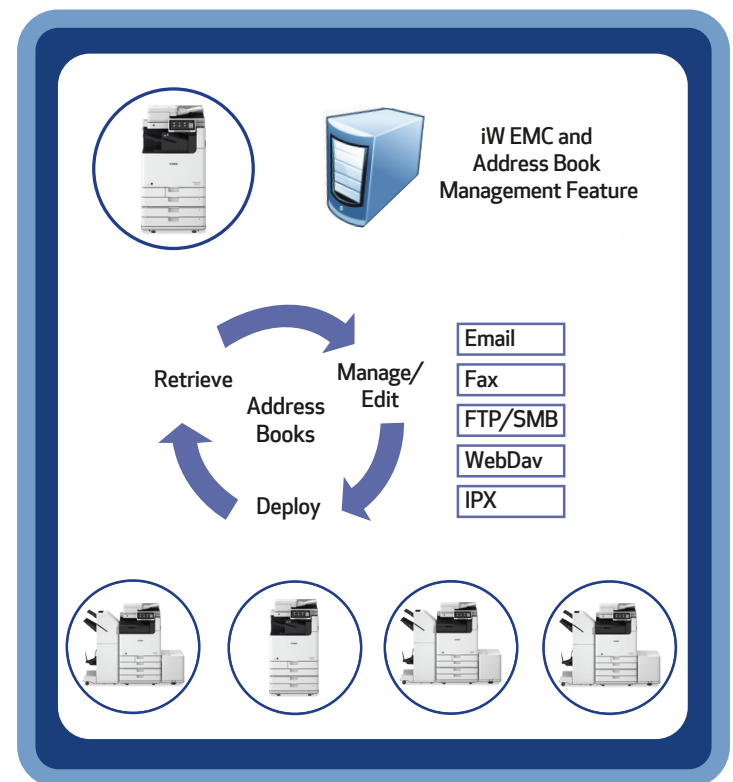 iW EMC and
Address Book
Management Feature
Retrieve
Manage/
Edit
Address
Books
Deploy
Email
Fax
FTP/SMB
WebDav
IPX